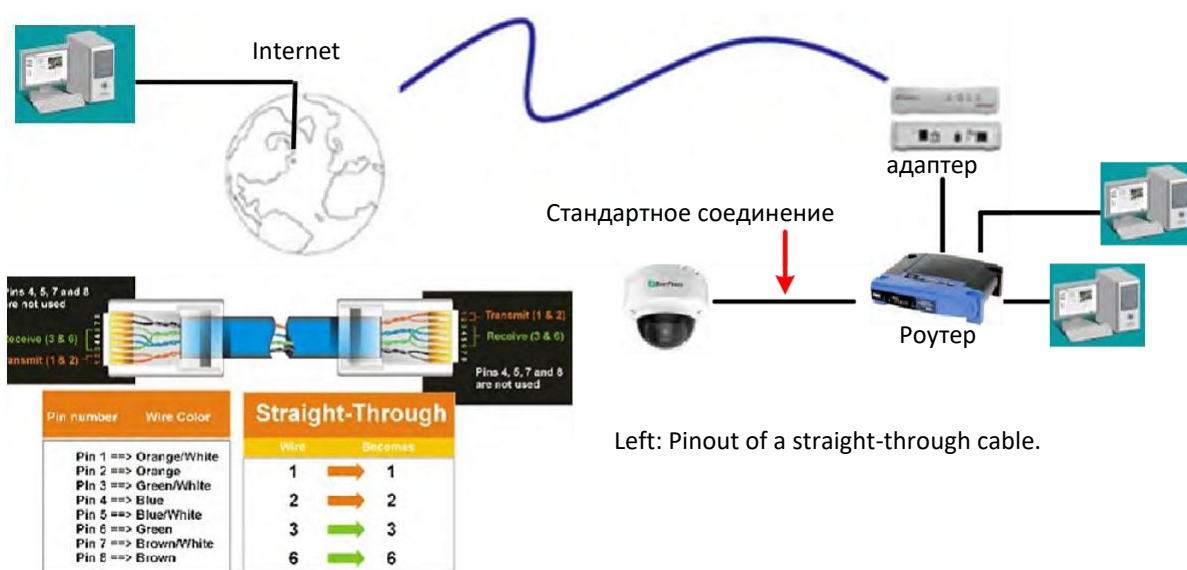 Internet
адаптер
Стандартное соединение
Роутер
Pins 4, 5, 7 and 8
are not used
Receive (3 & 6)
Transmit (1 & 2)
Transmit (1 & 2)
Receive (3 & 6)
Pins 4, 5, 7 and 8
are not used
Pin number Wire Color
Pin 1 ==> Orange/White
Pin 2 ==> Orange
PIn 3 ==> Green/White
Pin 4 ==> Blue
Pin 5 ==> Blue/White
Pin 6 ==> Green
Pin 7 ==> Brown/White
Pin 8 ==> Brown
Straight-Through
Wire Becomes
1 1
2 2
3 3
6 6
Left: Pinout of a straight-through cable.